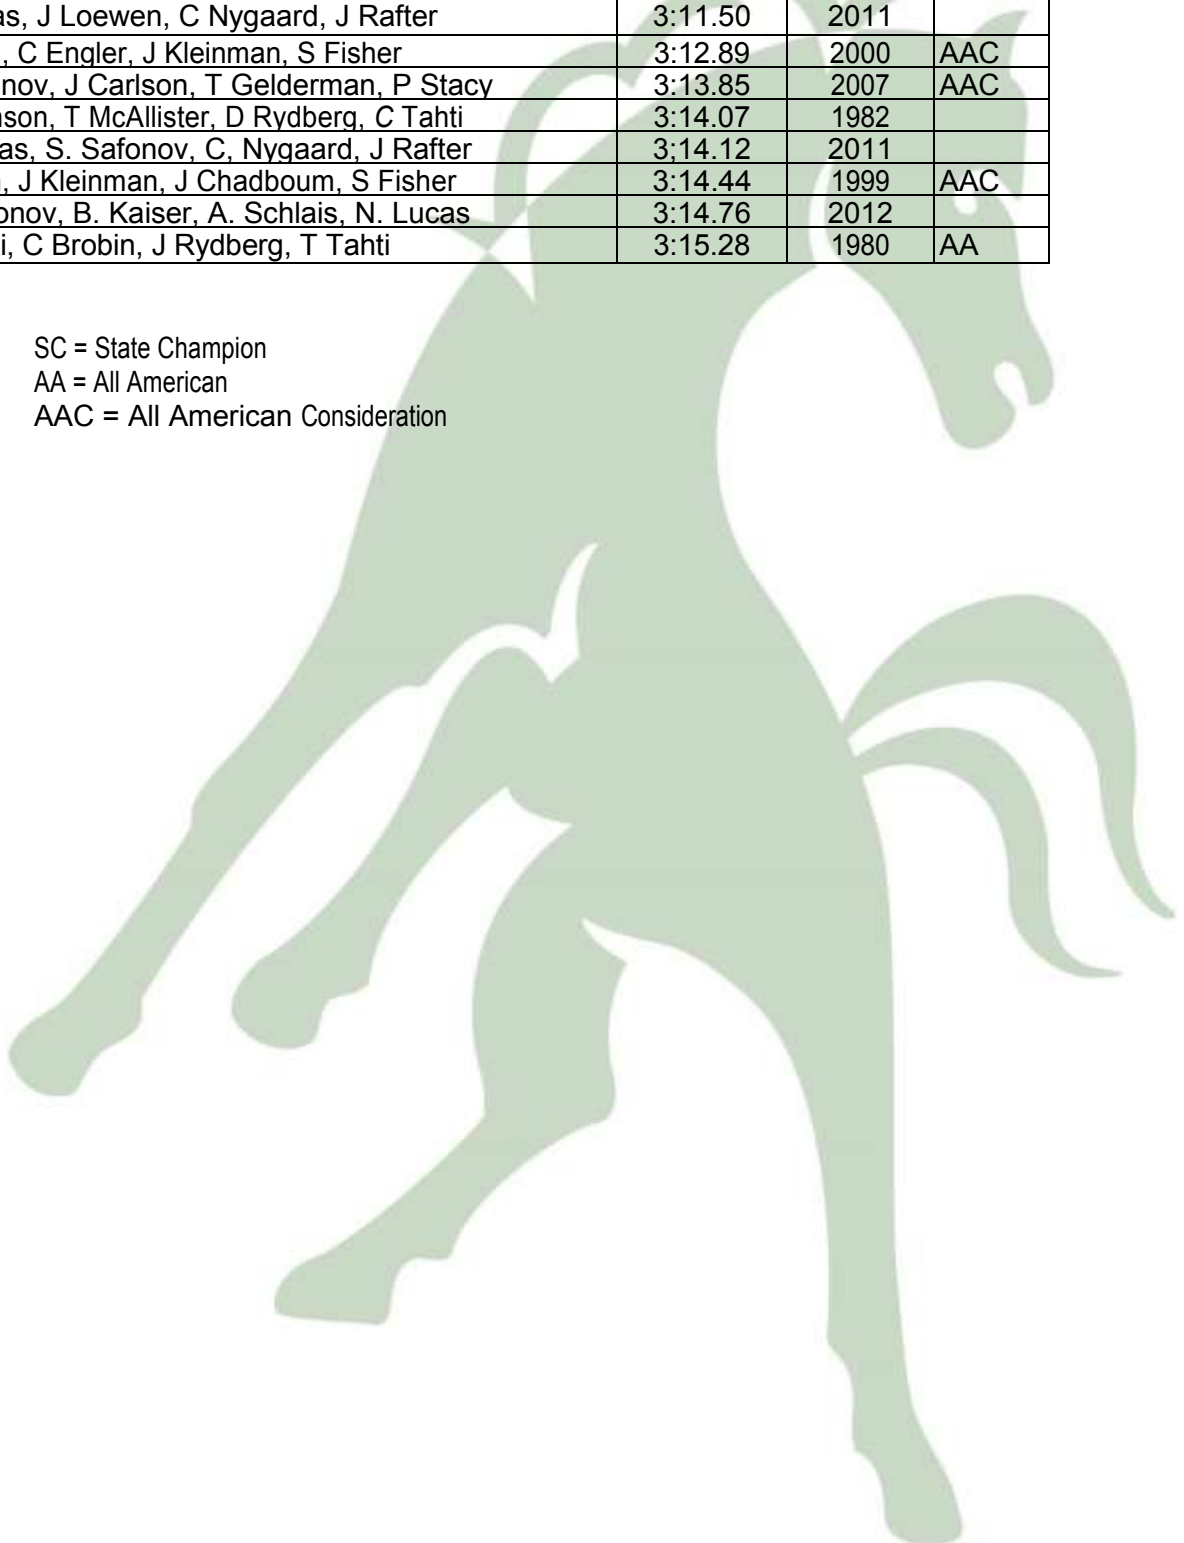 as, J Loewen, C Nygaard, J Rafter 3:11.50 2011
, C Engler, J Kleinman, S Fisher 3:12.89 2000 AAC
nov, J Carlson, T Gelderman, P Stacy 3:13.85 2007 AAC
nson, T McAllister, D Rydberg, C Tahti 3:14.07 1982
as, S. Safonov, C, Nygaard, J Rafter 3;14.12 2011
, J Kleinman, J Chadboum, S Fisher 3:14.44 1999 AAC
onov, B. Kaiser, A. Schlais, N. Lucas 3:14.76 2012
i, C Brobin, J Rydberg, T Tahti 3:15.28 1980 AA
SC = State Champion
AA = All American
AAC = All American Consideration